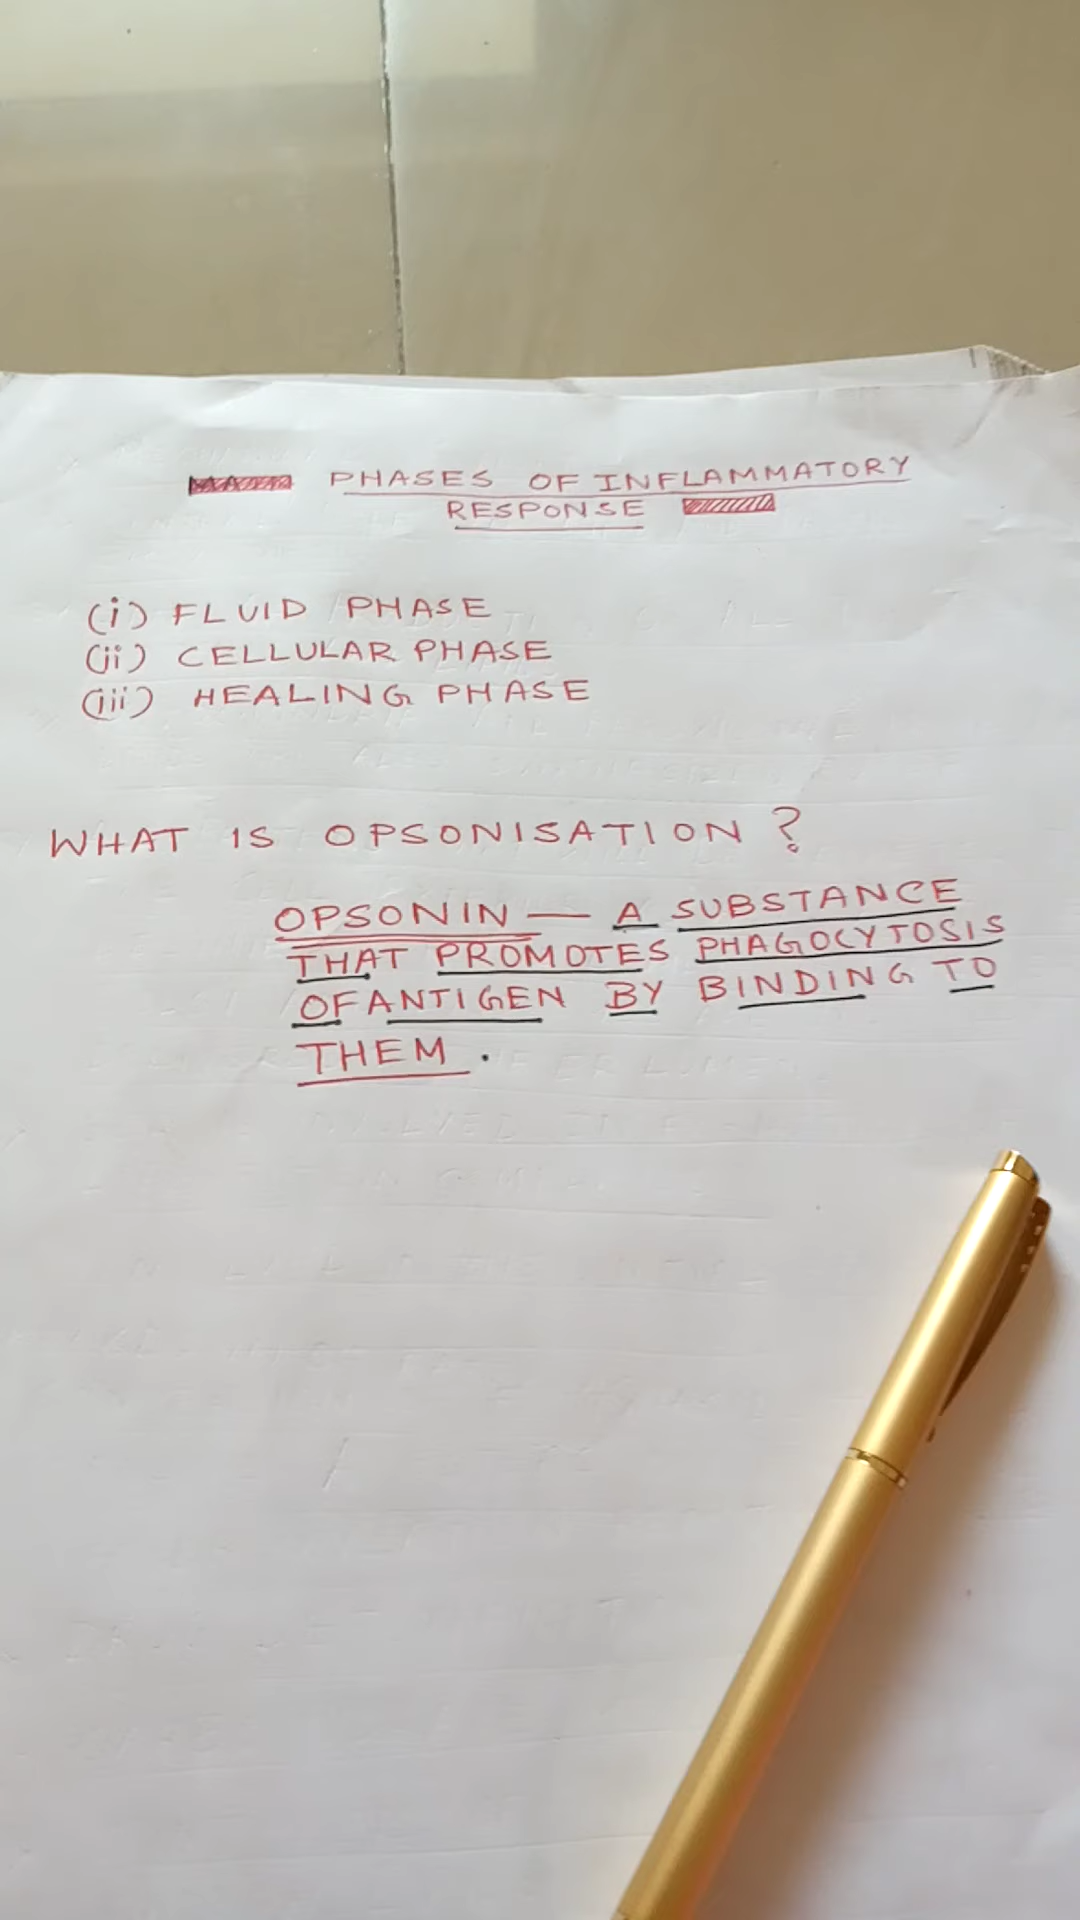 PHASES OF INFLAMMATORY
RESPONSE
(i) FLUID PHASE
(ii) CELLULAR PHASE
(iii) HEALING PHASE
WHAT IS OPSONISATION ?
OPSONIN — A SUBSTANCE
THAT PROMOTES PHAGOCYTOSIS
OF ANTIGEN BY BINDING TO
THEM .